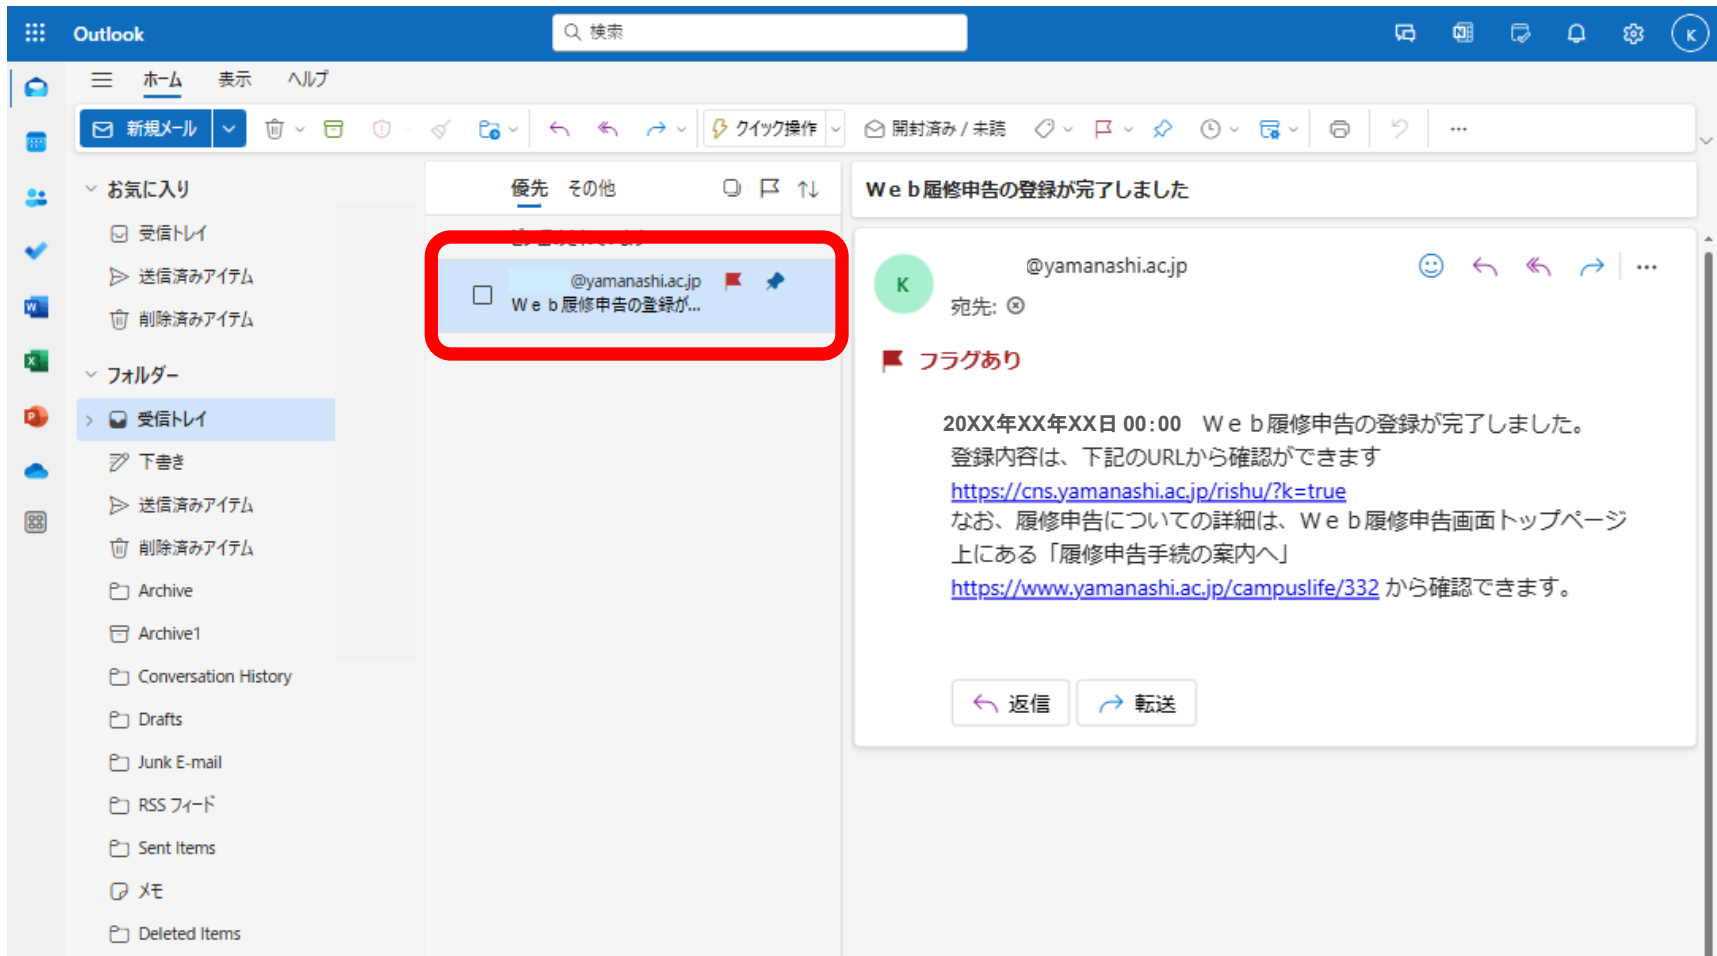 Outlook
検索
K
ホーム 表示 ヘルプ
新規メール
クイック操作
開封済み / 未読
お気に入り
受信トレイ
送信済みアイテム
削除済みアイテム
フォルダー
受信トレイ
下書き
送信済みアイテム
削除済みアイテム
Archive
Archive1
Conversation History
Drafts
Junk E-mail
RSS フィード
Sent Items
メモ
Deleted Items
優先 その他
@yamanashi.ac.jp
Ｗｅｂ履修申告の登録が...
Ｗｅｂ履修申告の登録が完了しました
K
@yamanashi.ac.jp
宛先:
フラグあり
20XX年XX年XX日 00:00 Ｗｅｂ履修申告の登録が完了しました。
登録内容は、下記のURLから確認ができます
https://cns.yamanashi.ac.jp/rishu/?k=true
なお、履修申告についての詳細は、Ｗｅｂ履修申告画面トップページ
上にある「履修申告手続の案内へ」
https://www.yamanashi.ac.jp/campuslife/332 から確認できます。
返信
転送